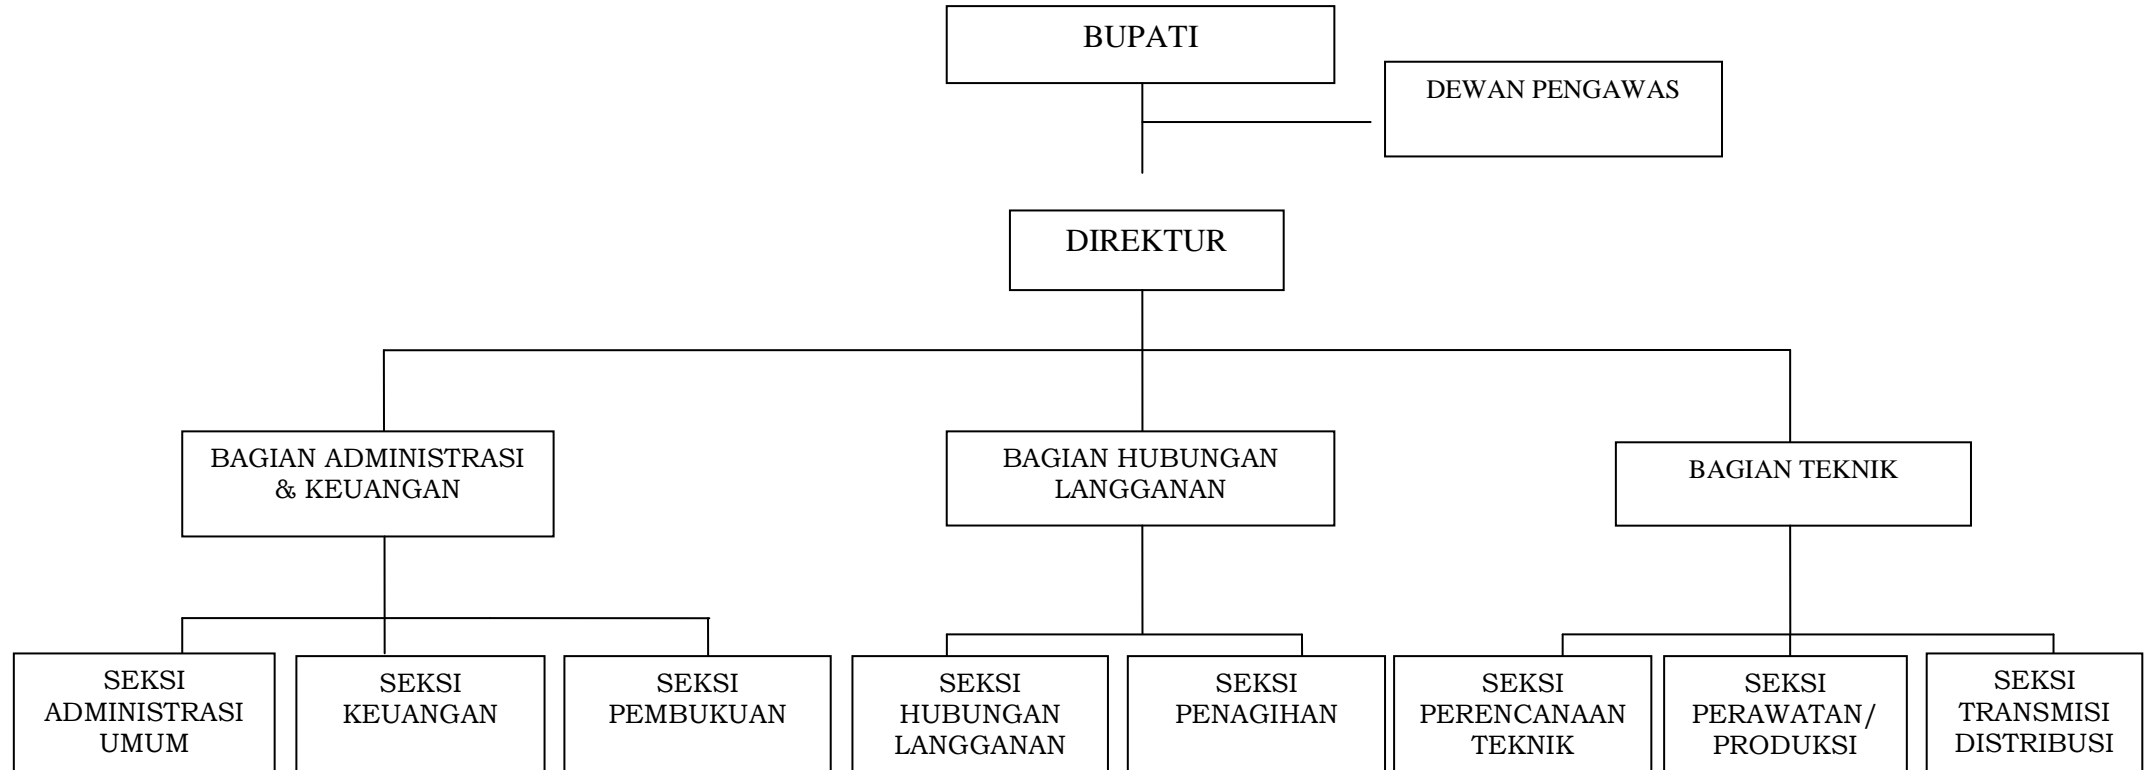 BUPATI
DEWAN PENGAWAS
DIREKTUR
BAGIAN ADMINISTRASI
& KEUANGAN
BAGIAN HUBUNGAN
LANGGANAN
BAGIAN TEKNIK
SEKSI
ADMINISTRASI
UMUM
SEKSI
KEUANGAN
SEKSI
PEMBUKUAN
SEKSI
HUBUNGAN
LANGGANAN
SEKSI
PENAGIHAN
SEKSI
PERENCANAAN
TEKNIK
SEKSI
PERAWATAN/
PRODUKSI
SEKSI
TRANSMISI
DISTRIBUSI